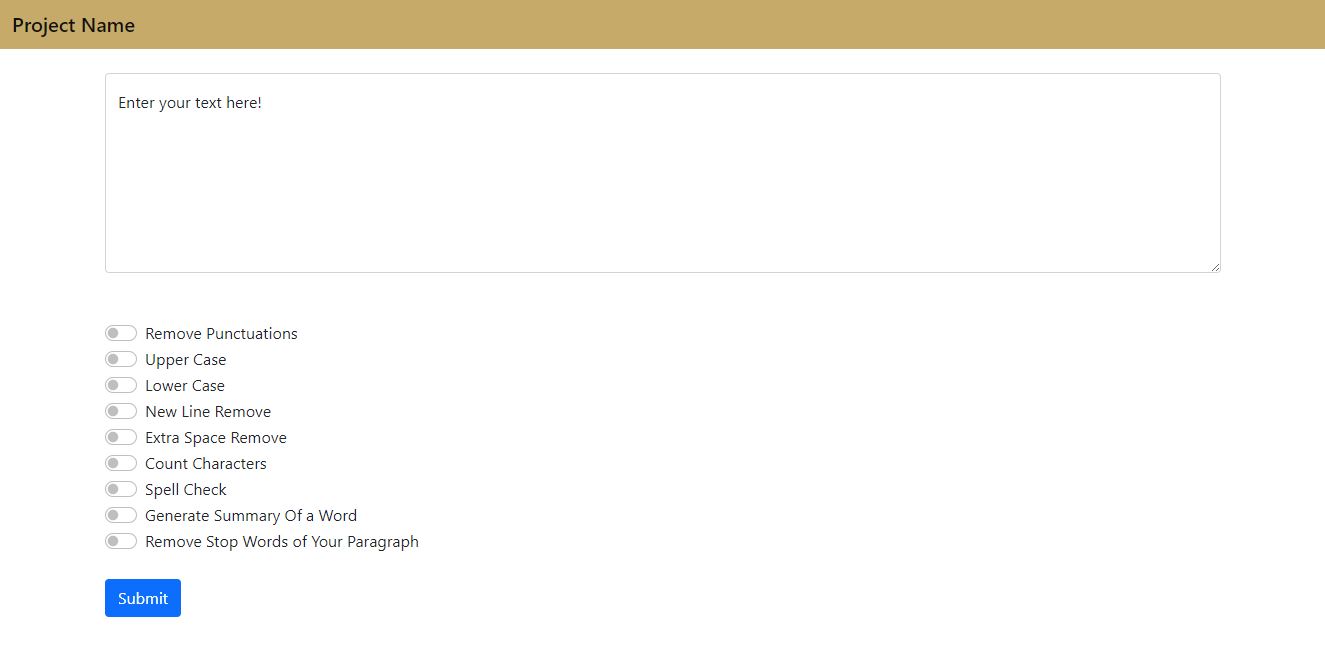 Project Name
Enter your text here!
Remove Punctuations
Upper Case
Lower Case
New Line Remove
Extra Space Remove
Count Characters
Spell Check
Generate Summary Of a Word
Remove Stop Words of Your Paragraph
Submit